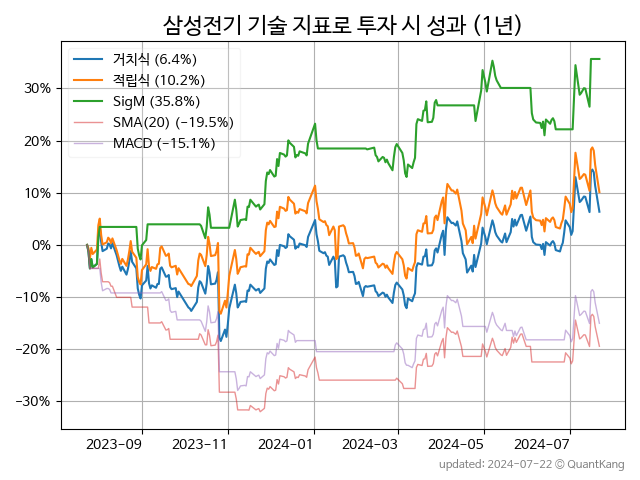 삼성전기 기술 지표로 투자 시 성과 (1년)
거치식 (6.4%)
적립식 (10.2%)
SigM (35.8%)
SMA(20) (−19.5%)
MACD (−15.1%)
30%
20%
10%
0%
−10%
−20%
−30%
2023-09 2023-11 2024-01 2024-03 2024-05 2024-07
updated: 2024-07-22 © QuantKang